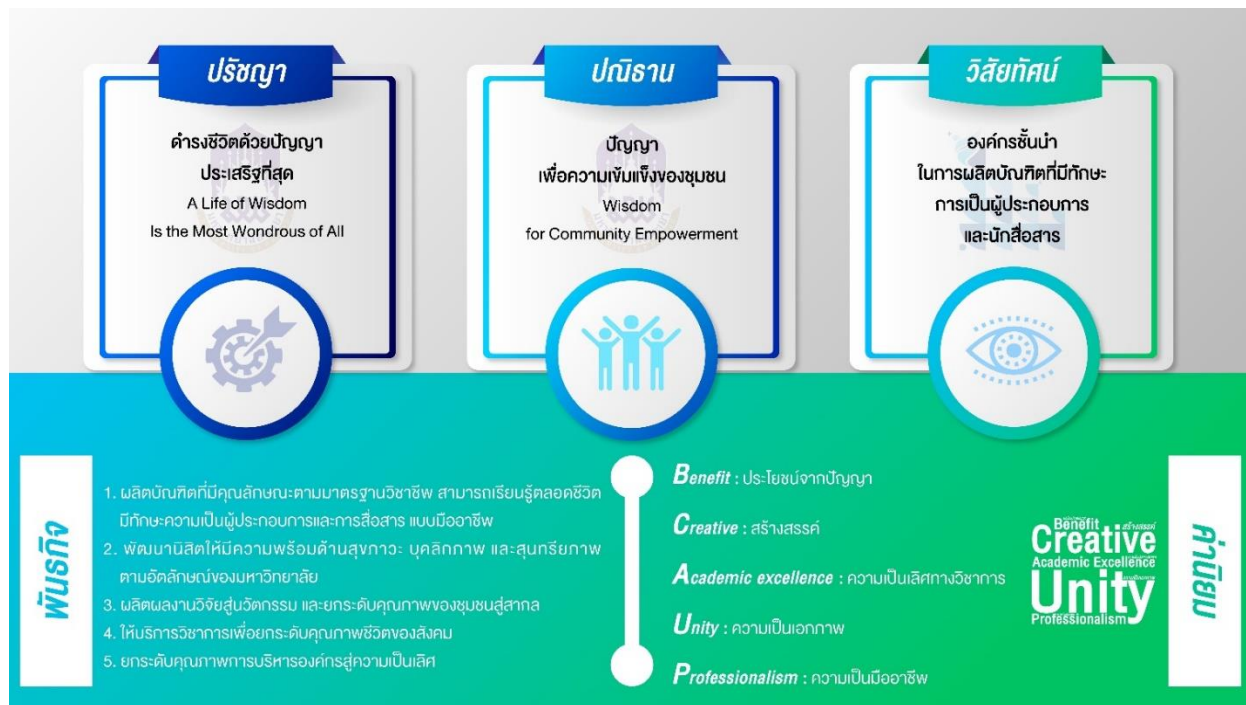 ปรัชญา
ดำรงชีวิตด้วยปัญญา
ประเสริฐที่สุด
A Life of Wisdom
Is the Most Wondrous of All
ปณิธาน
ปัญญา
เพื่อความเข้มแข็งของชุมชน
Wisdom
for Community Empowerment
วิสัยทัศน์
องค์กรชั้นนำ
ในการผลิตบัณฑิตที่มีทักษะ
การเป็นผู้ประกอบการ
และนักสื่อสาร
พันธกิจ
1. ผลิตบัณฑิตที่มีคุณลักษณะตามมาตรฐานวิชาชีพ สามารถเรียนรู้ตลอดชีวิต
มีทักษะความเป็นผู้ประกอบการและการสื่อสาร แบบมืออาชีพ
2. พัฒนานิสิตให้มีความพร้อมด้านสุขภาวะ บุคลิกภาพ และสุนทรียภาพ
ตามอัตลักษณ์ของมหาวิทยาลัย
3. ผลิตผลงานวิจัยสู่นวัตกรรม และยกระดับคุณภาพของชุมชนสู่สากล
4. ให้บริการวิชาการเพื่อยกระดับคุณภาพชีวิตของสังคม
5. ยกระดับคุณภาพการบริหารองค์กรสู่ความเป็นเลิศ
Benefit : ประโยชน์จากปัญญา
Creative : สร้างสรรค์
Academic excellence : ความเป็นเลิศทางวิชาการ
Unity : ความเป็นเอกภาพ
Professionalism : ความเป็นมืออาชีพ
Benefit สร้างสรรค์
Creative
Academic Excellence
Unity
Professionalism
ค่านิยม